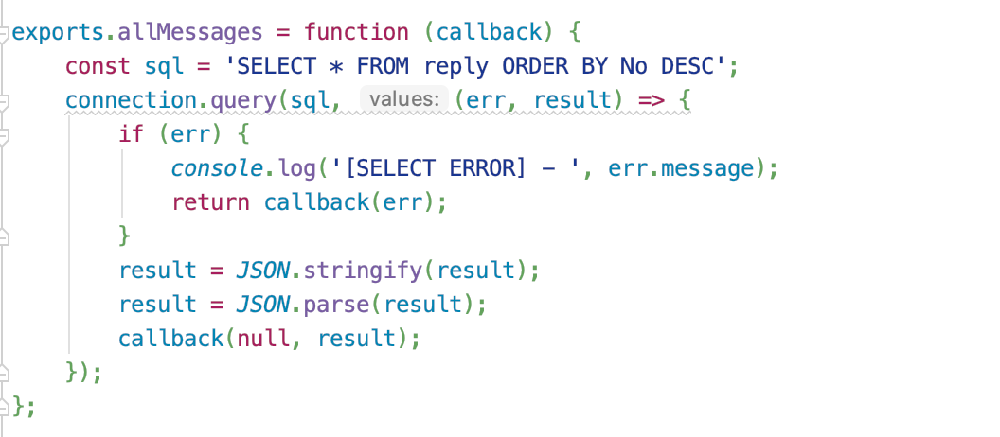 exports.allMessages = function (callback) {
    const sql = 'SELECT * FROM reply ORDER BY No DESC';
    connection.query(sql, values: (err, result) => {
        if (err) {
            console.log('[SELECT ERROR] - ', err.message);
            return callback(err);
        }
        result = JSON.stringify(result);
        result = JSON.parse(result);
        callback(null, result);
    });
};